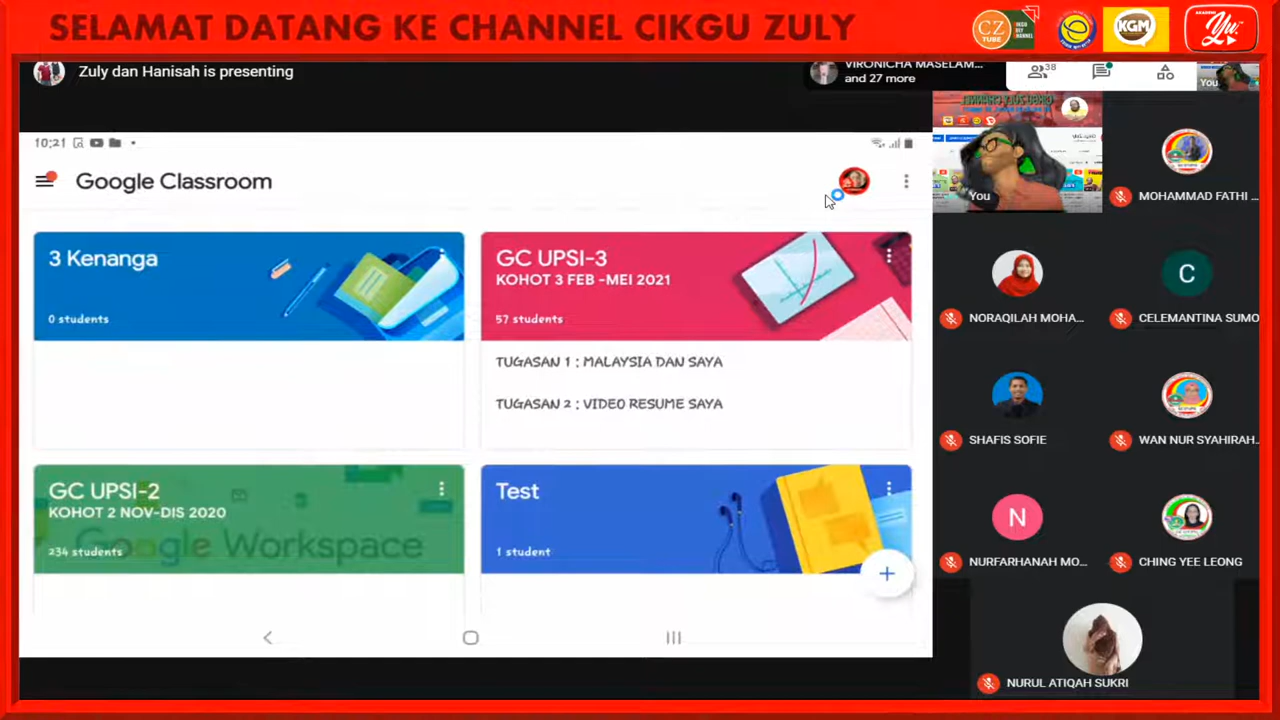 SELAMAT DATANG KE CHANNEL CIKGU ZULY
CZ
TUBE
KGM
Yu
Zuly dan Hanisah is presenting
VIRONICHA MASELAM...
and 27 more
38
You
10:21
Google Classroom
You
MOHAMMAD FATHI ...
3 Kenanga
0 students
GC UPSI-3
KOHOT 3 FEB -MEI 2021
57 students
TUGASAN 1 : MALAYSIA DAN SAYA
TUGASAN 2 : VIDEO RESUME SAYA
NORAQILAH MOHA...
C
CELEMANTINA SUMO
SHAFIS SOFIE
WAN NUR SYAHIRAH...
GC UPSI-2
KOHOT 2 NOV-DIS 2020
Google Workspace
234 students
Test
1 student
N
NURFARHANAH MO...
CHING YEE LEONG
NURUL ATIQAH SUKRI